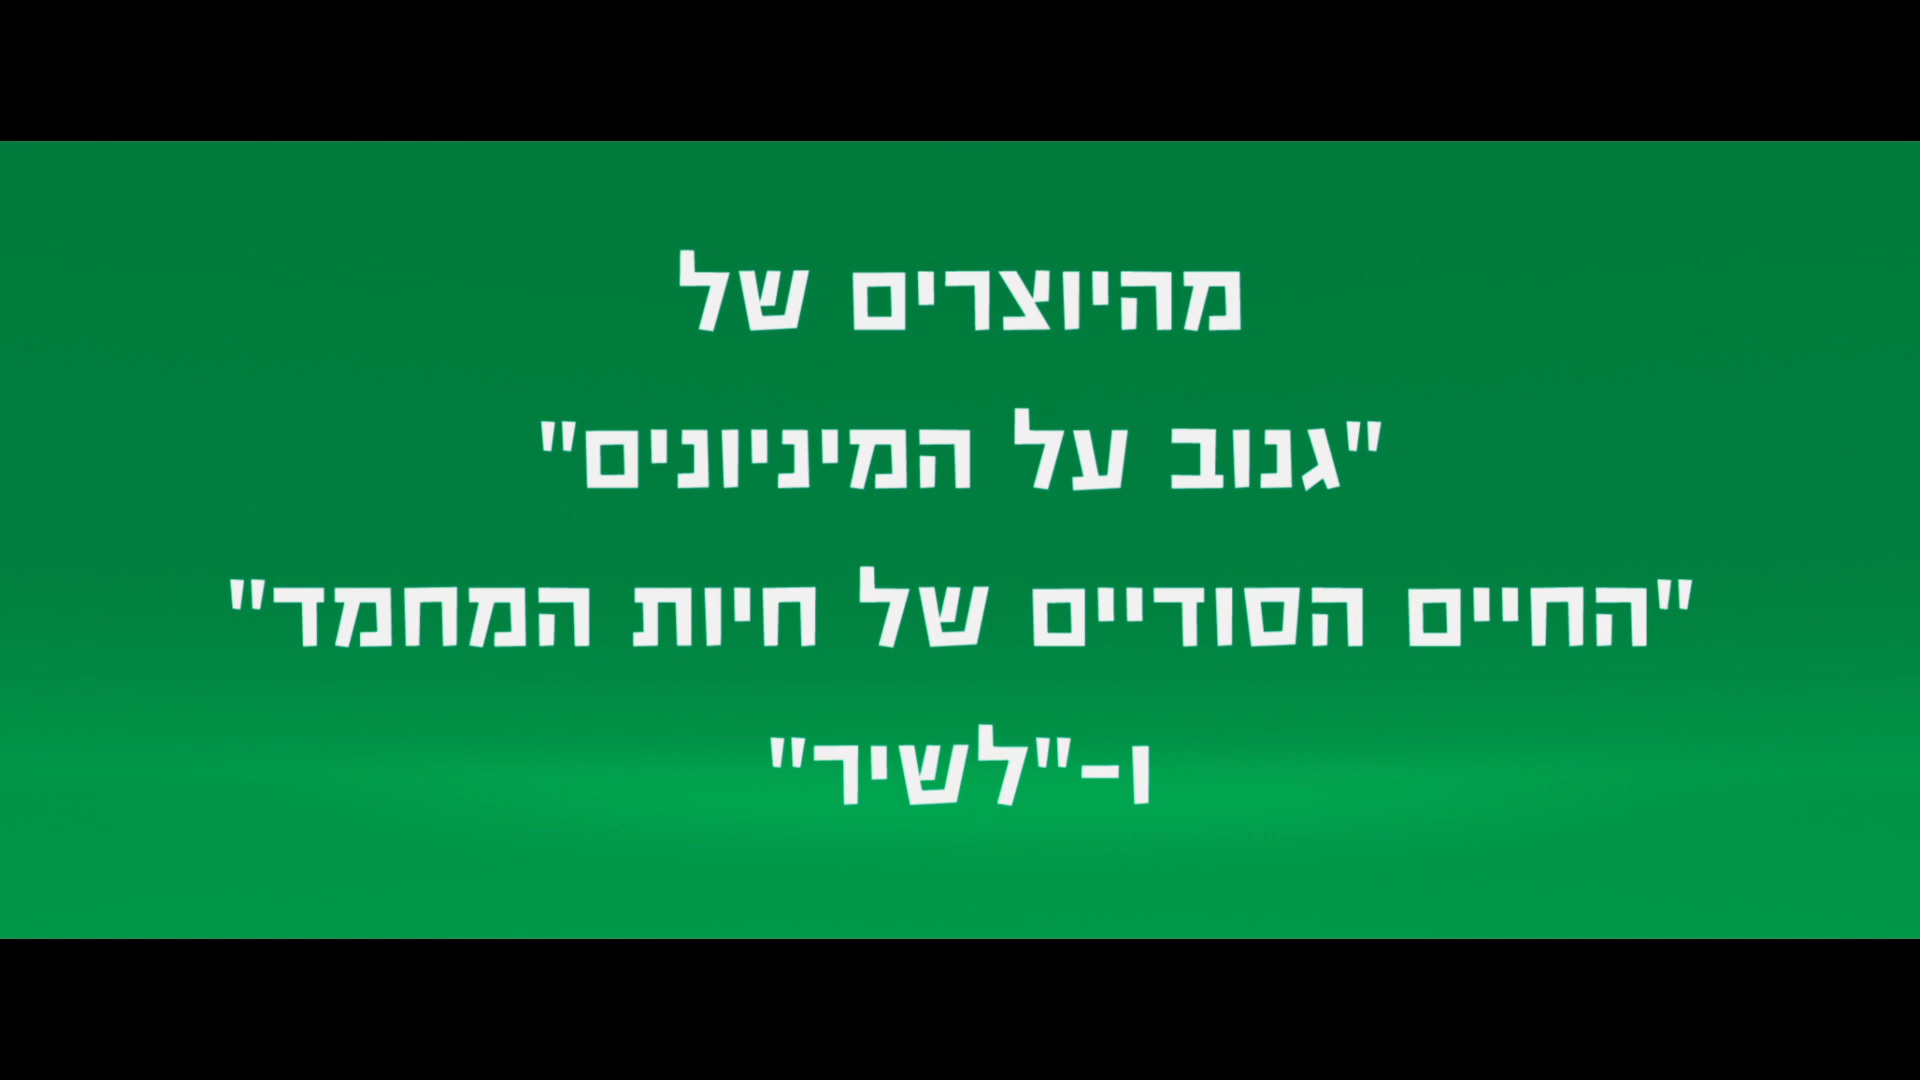 מהיוצרים של
"גנוב על המיניונים"
"החיים הסודיים של חיות המחמד"
ו-"לשיר"